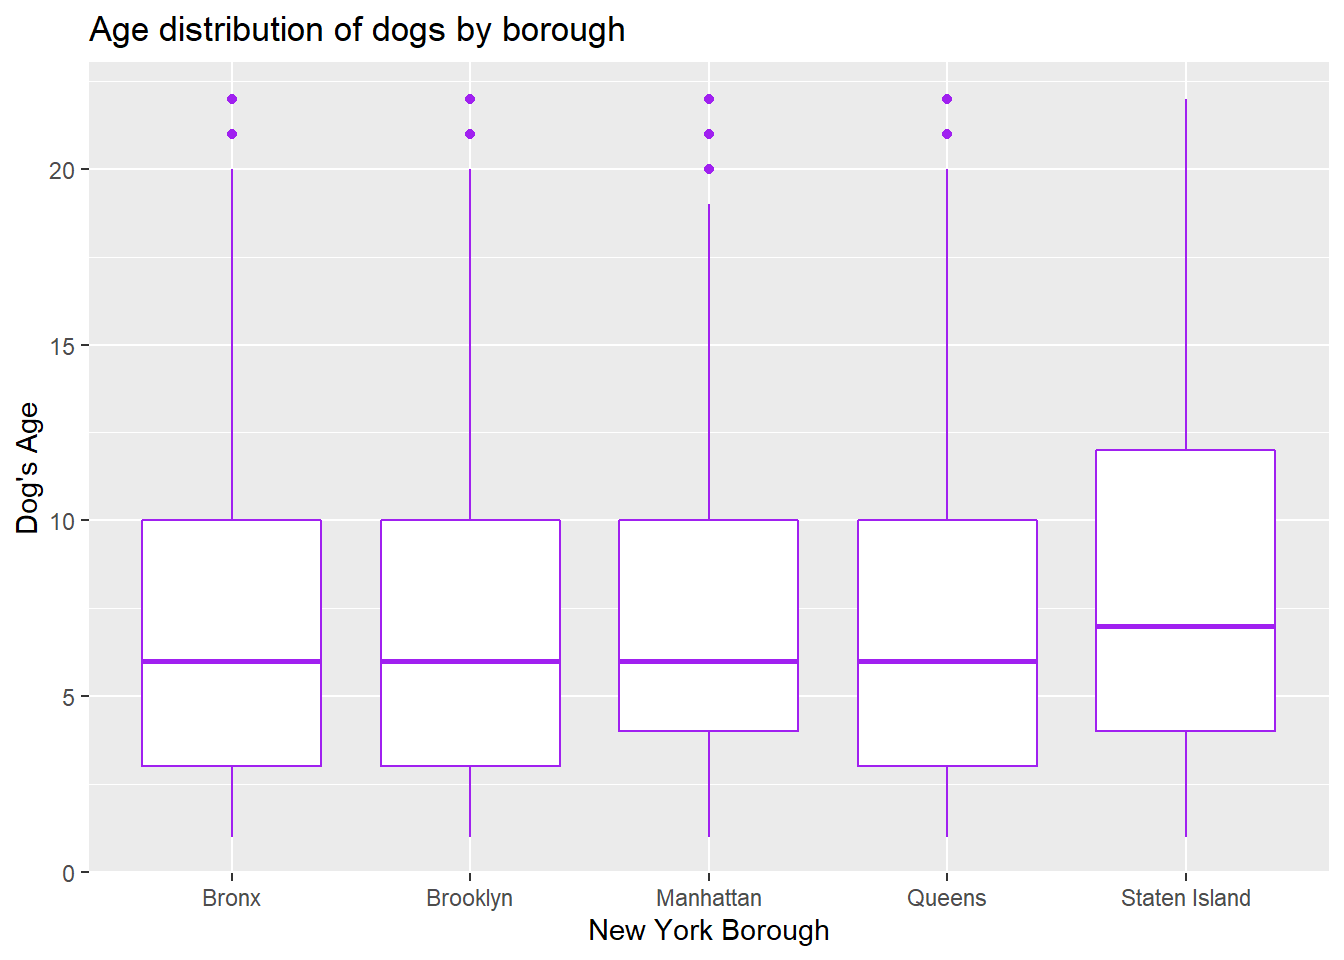 Age distribution of dogs by borough
20
15
10
5
0
Dog's Age
Bronx Brooklyn Manhattan Queens Staten Island
New York Borough